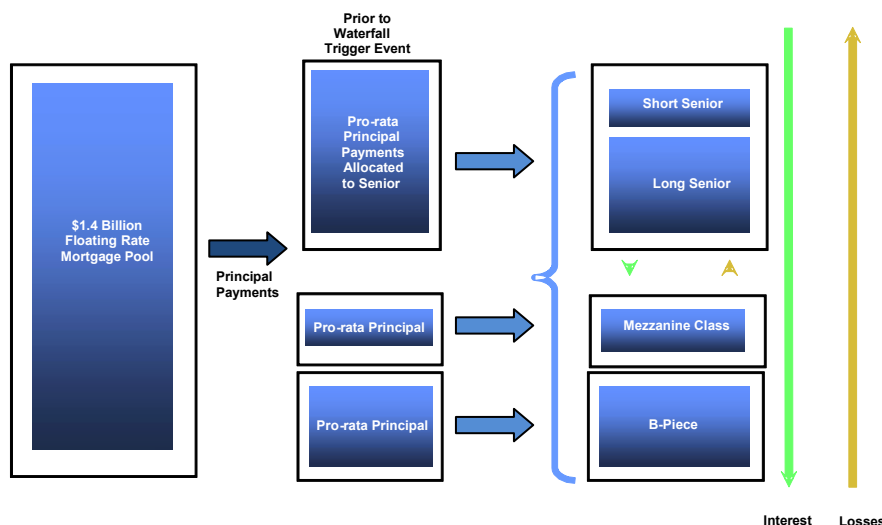 Prior to
Waterfall
Trigger Event
$1.4 Billion
Floating Rate
Mortgage Pool
Principal
Payments
Pro-rata
Principal
Payments
Allocated
to Senior
Short Senior
Long Senior
Pro-rata Principal
Mezzanine Class
Pro-rata Principal
B-Piece
Interest
Losses